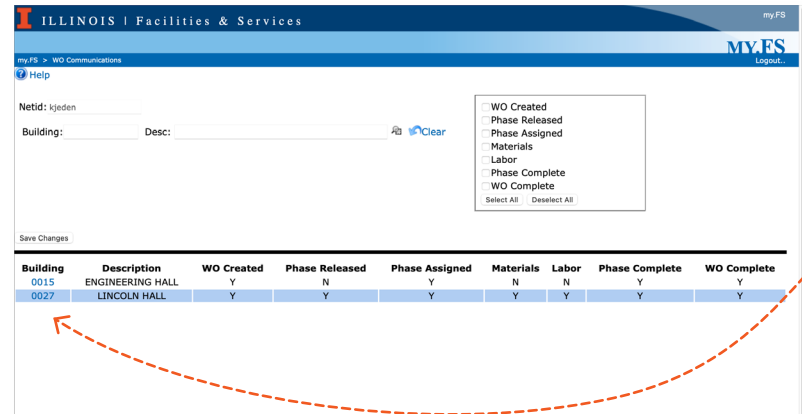 I ILLINOIS | Facilities & Services
my.FS
MY.FS
my.FS > WO Communications
Logout..
? Help
Netid: kjeden
Building: Desc: Clear
WO Created
Phase Released
Phase Assigned
Materials
Labor
Phase Complete
WO Complete
Select All Deselect All
Save Changes
Building Description WO Created Phase Released Phase Assigned Materials Labor Phase Complete WO Complete
0015 ENGINEERING HALL Y N Y N N Y Y
0027 LINCOLN HALL Y Y Y Y Y Y Y